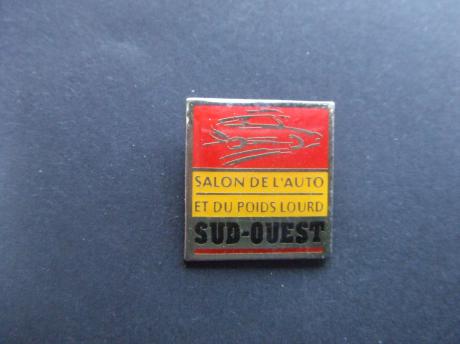 SALON DE L'AUTO
ET DU POIDS LOURD
SUD-OUEST